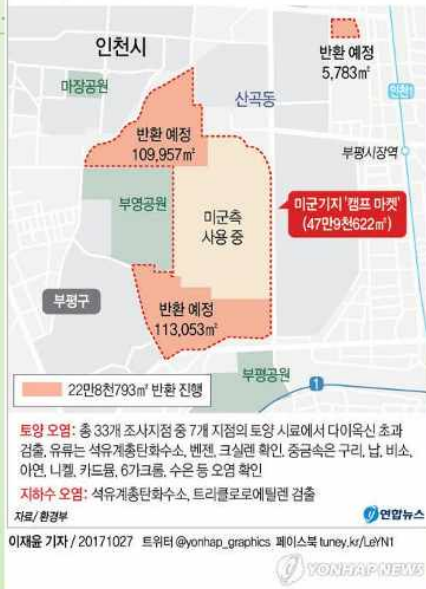 인천시
마장공원
반환 예정
5,783㎡
산곡동
인천1
반환 예정
109,957㎡
부평시장역
부영공원
미군측
사용 중
미군기지 '캠프 마켓'
(47만9천622㎡)
부평구
반환 예정
113,053㎡
부평공원
1
22만8천793㎡ 반환 진행
토양 오염: 총 33개 조사지점 중 7개 지점의 토양 시료에서 다이옥신 초과
검출, 유류는 석유계총탄화수소, 벤젠, 크실렌 확인, 중금속은 구리, 납, 비소,
아연, 니켈, 카드뮴, 6가크롬, 수은 등 오염 확인
지하수 오염: 석유계총탄화수소, 트리클로로에틸렌 검출
자료/환경부
연합뉴스
이재윤 기자 / 20171027 트위터 @yonhap_graphics 페이스북 tuney.kr/LeYN1
YONHAP NEWS